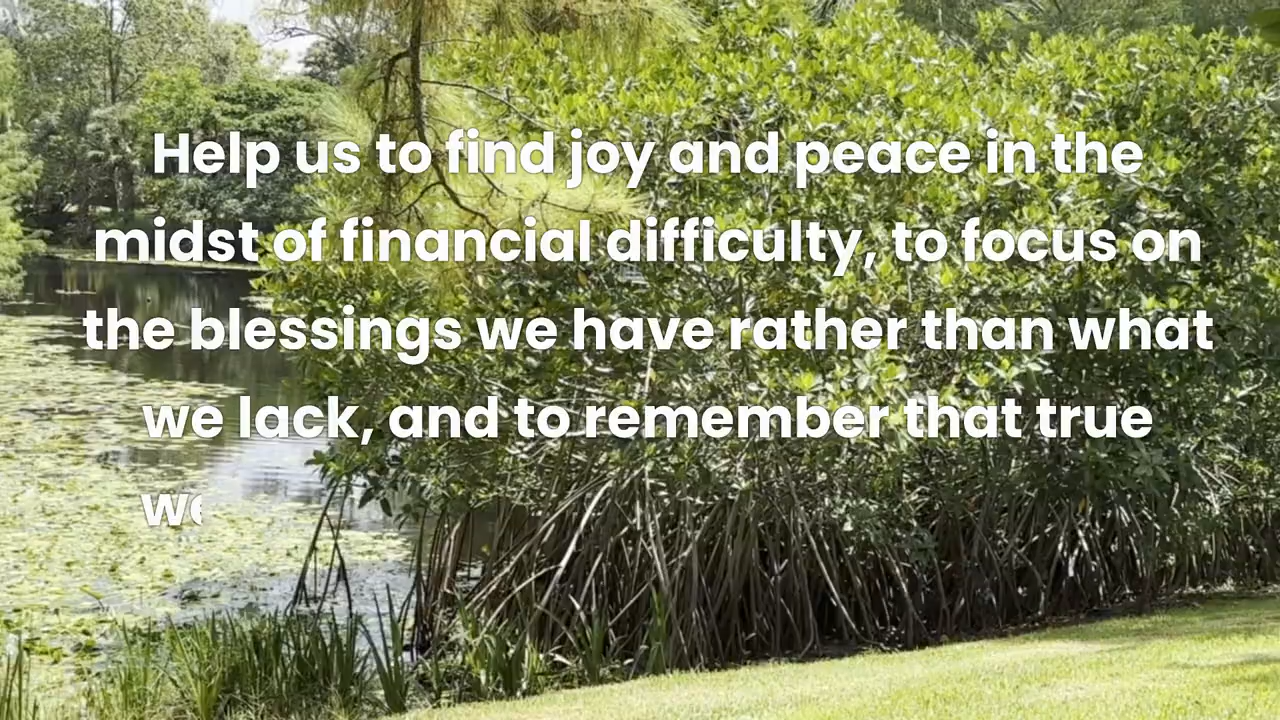 Help us to find joy and peace in the
midst of financial difficulty, to focus on
the blessings we have rather than what
we lack, and to remember that true